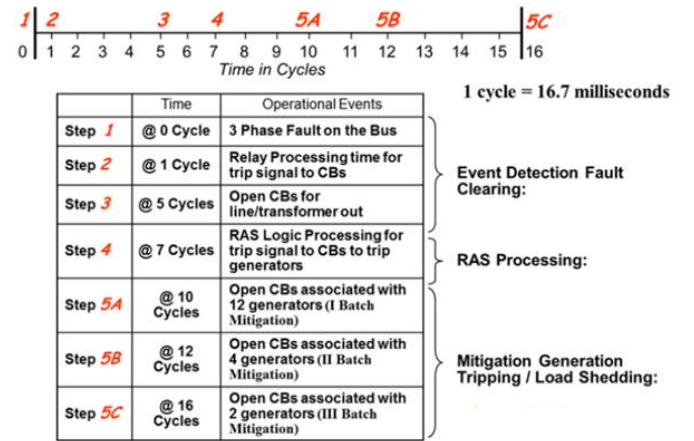 1 2 3 4 5A 5B 5C
0 1 2 3 4 5 6 7 8 9 10 11 12 13 14 15 16
Time in Cycles
1 cycle = 16.7 milliseconds
Time Operational Events
Step 1 @ 0 Cycle 3 Phase Fault on the Bus
Step 2 @ 1 Cycle Relay Processing time for
trip signal to CBs
Step 3 @ 5 Cycles Open CBs for
line/transformer out
Event Detection Fault
Clearing:
Step 4 @ 7 Cycles RAS Logic Processing for
trip signal to CBs to trip
generators
RAS Processing:
Step 5A @ 10
Cycles
Open CBs associated with
12 generators (I Batch
Mitigation)
Step 5B @ 12
Cycles
Open CBs associated with
4 generators (II Batch
Mitigation)
Step 5C @ 16
Cycles
Open CBs associated with
2 generators (III Batch
Mitigation)
Mitigation Generation
Tripping / Load Shedding: